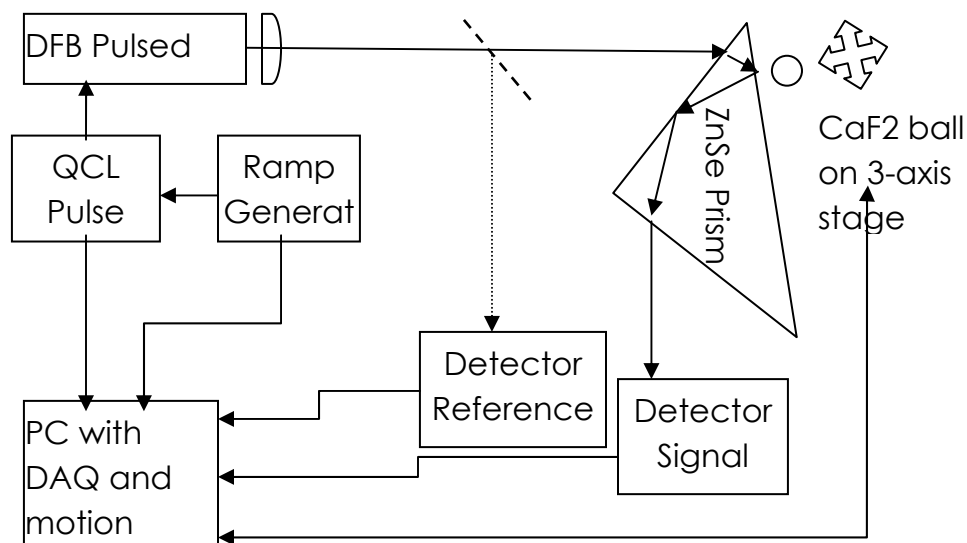 DFB Pulsed
QCL
Pulse
Ramp
Generat
ZnSe Prism
CaF2 ball
on 3-axis
stage
Detector
Reference
Detector
Signal
PC with
DAQ and
motion